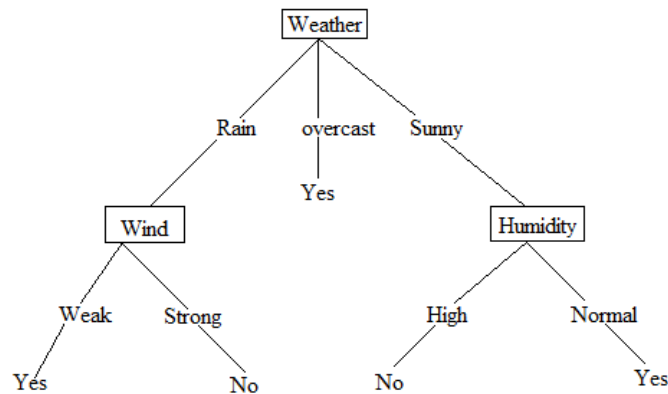 Weather
Rain overcast Sunny
Yes
Wind Humidity
Weak Strong High Normal
Yes No No Yes